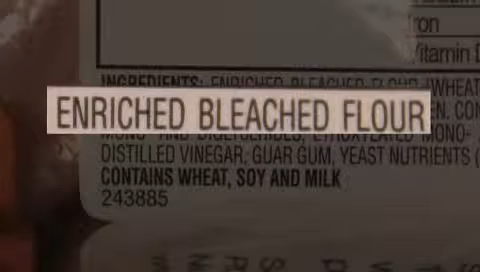 ron
Vitamin D
INGREDIENTS: ENRICHED BLEACHED FLOUR (WHEAT
ENRICHED BLEACHED FLOUR
N, CON
MONO- AND DIGLYCERIDES, ETHOXYLATED MONO-
DISTILLED VINEGAR, GUAR GUM, YEAST NUTRIENTS (
CONTAINS WHEAT, SOY AND MILK
243885